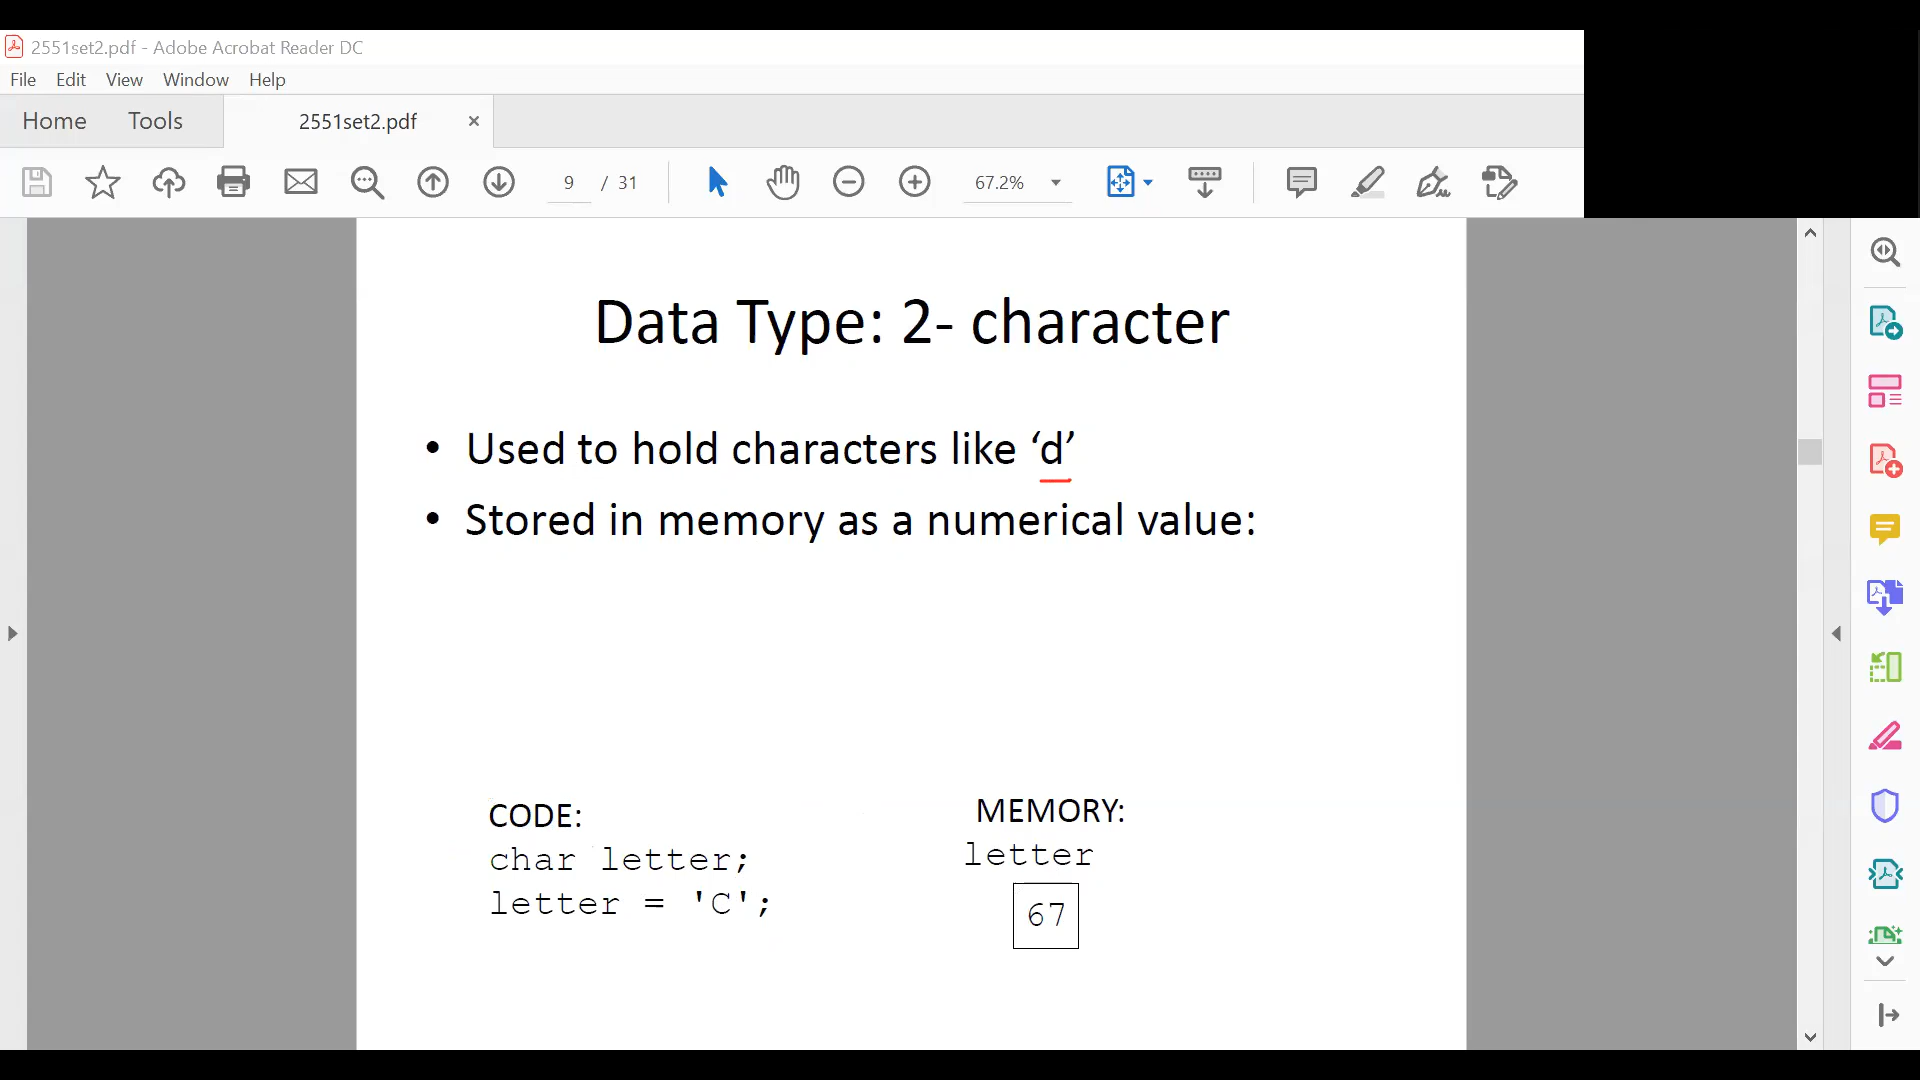 2551set2.pdf - Adobe Acrobat Reader DC
File Edit View Window Help
Home Tools 2551set2.pdf ×
9 / 31 67.2%
Data Type: 2- character
• Used to hold characters like ‘d’
• Stored in memory as a numerical value:
CODE:
char letter;
letter = 'C';
MEMORY:
letter
67